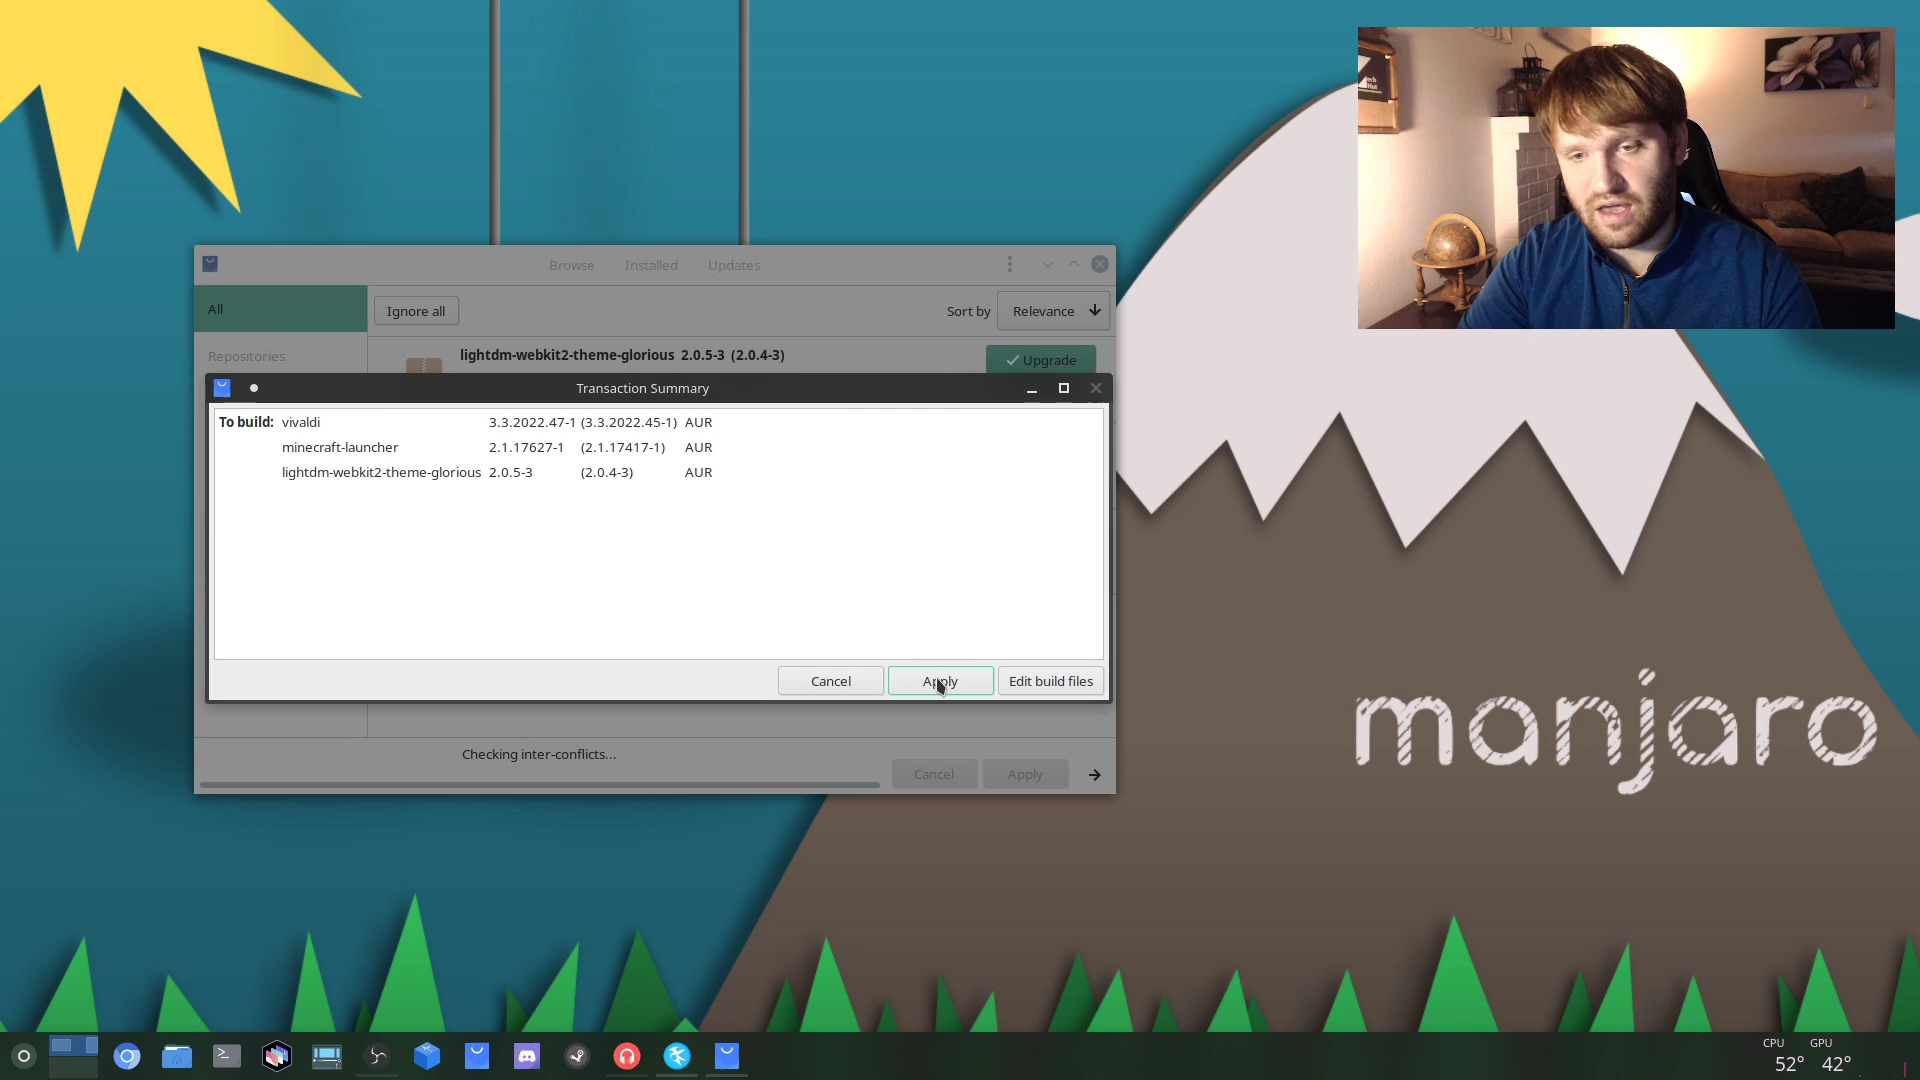 Browse Installed Updates
All
Ignore all
Sort by Relevance
Repositories
lightdm-webkit2-theme-glorious 2.0.5-3 (2.0.4-3)
Upgrade
Transaction Summary
To build: vivaldi 3.3.2022.47-1 (3.3.2022.45-1) AUR
minecraft-launcher 2.1.17627-1 (2.1.17417-1) AUR
lightdm-webkit2-theme-glorious 2.0.5-3 (2.0.4-3) AUR
Cancel Apply Edit build files
Checking inter-conflicts...
Cancel Apply
manjaro
CPU GPU
52° 42°